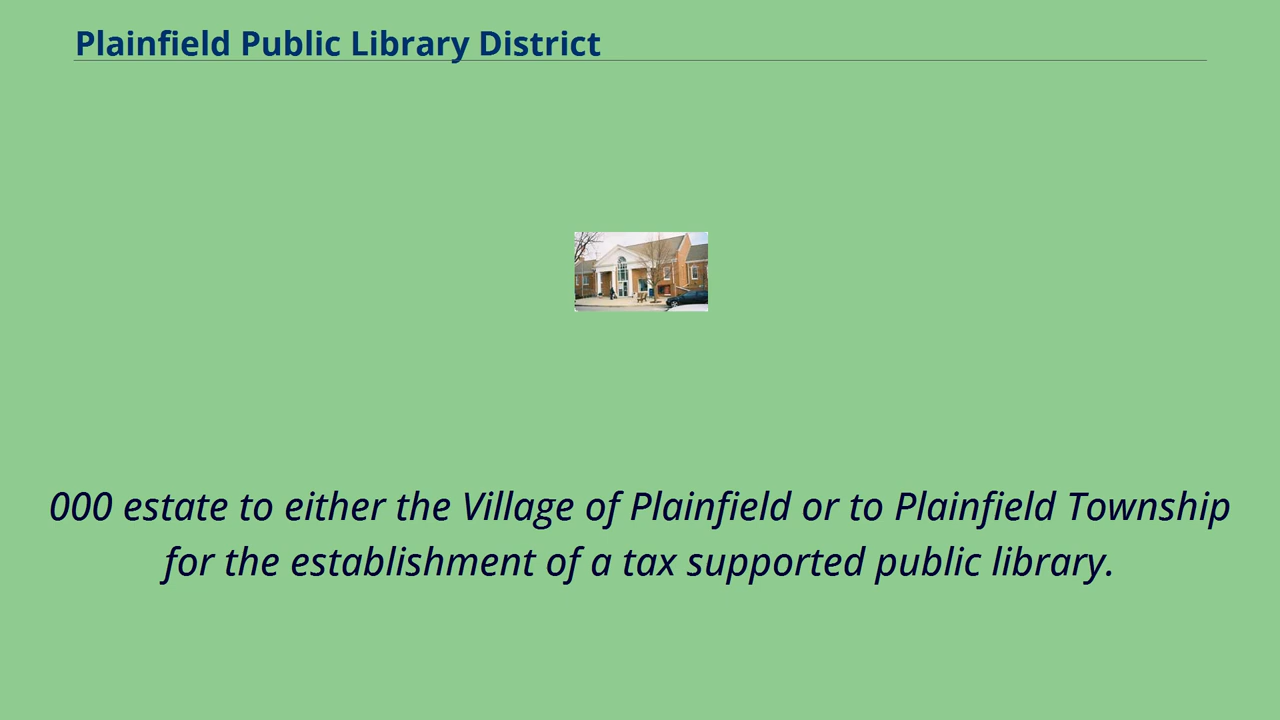 Plainfield Public Library District
000 estate to either the Village of Plainfield or to Plainfield Township
for the establishment of a tax supported public library.